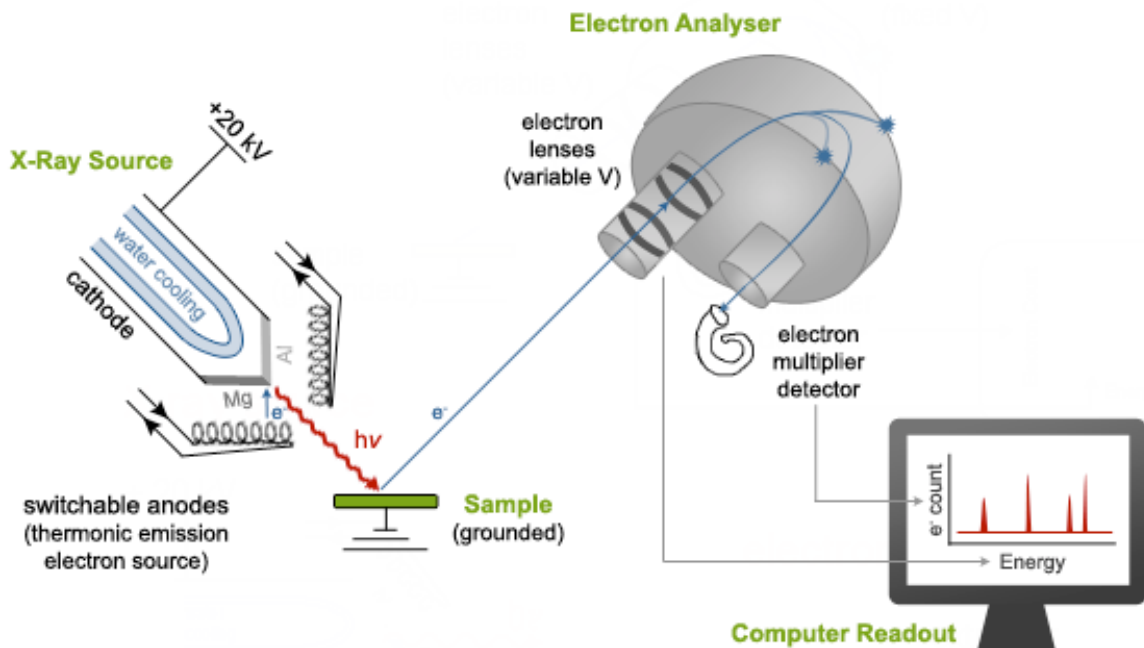 Electron Analyser
+20 kV
X-Ray Source
water cooling
cathode
Al
Mg
e-
hν
switchable anodes
(thermonic emission
electron source)
Sample
(grounded)
e-
electron
lenses
(variable V)
electron
multiplier
detector
e- count
Energy
Computer Readout